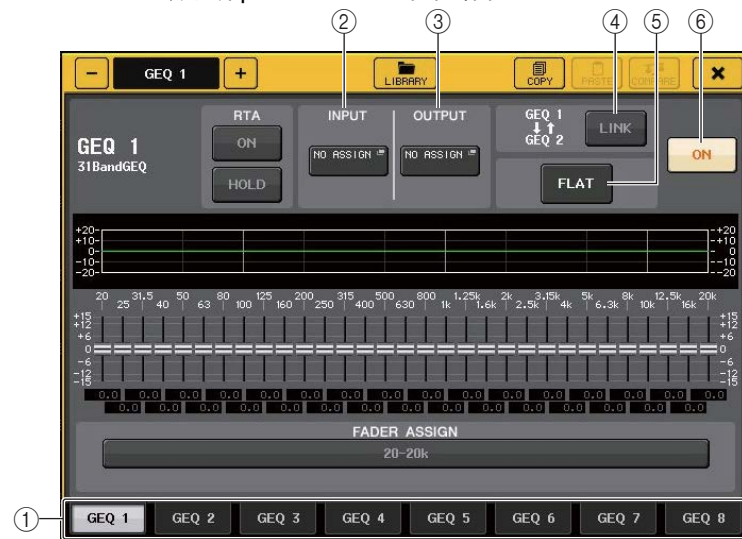 ② ③ ④ ⑤ ⑥
− GEQ 1 +
LIBRARY
COPY
PASTE
COMPARE
×
GEQ 1
31BandGEQ
RTA
ON
HOLD
INPUT
NO ASSIGN
OUTPUT
NO ASSIGN
GEQ 1
↓↑
GEQ 2
LINK
FLAT
ON
+20 +20
+10 +10
0 0
-10 -10
-20 -20
20 31.5 50 80 125 200 315 500 800 1.25k 2k 3.15k 5k 8k 12.5k 20k
25 40 63 100 160 250 400 630 1k 1.6k 2.5k 4k 6.3k 10k 16k
+15 +15
+12 +12
+6 +6
0 0
-6 -6
-12 -12
-15 -15
0.0 0.0 0.0 0.0 0.0 0.0 0.0 0.0 0.0 0.0 0.0 0.0 0.0 0.0 0.0 0.0
0.0 0.0 0.0 0.0 0.0 0.0 0.0 0.0 0.0 0.0 0.0 0.0 0.0 0.0 0.0
FADER ASSIGN
20-20k
① GEQ 1 GEQ 2 GEQ 3 GEQ 4 GEQ 5 GEQ 6 GEQ 7 GEQ 8